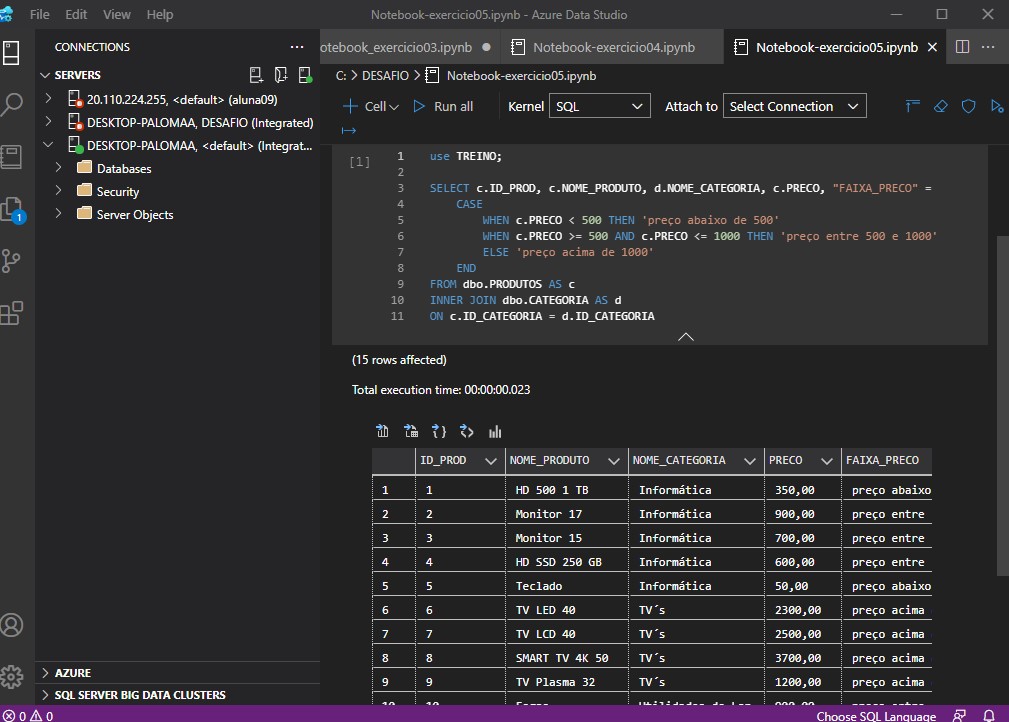 File Edit View Help
Notebook-exercicio05.ipynb - Azure Data Studio
CONNECTIONS
SERVERS
20.110.224.255, <default> (aluna09)
DESKTOP-PALOMAA, DESAFIO (Integrated)
DESKTOP-PALOMAA, <default> (Integrat...
Databases
Security
Server Objects
1
AZURE
SQL SERVER BIG DATA CLUSTERS
otebook_exercicio03.ipynb Notebook-exercicio04.ipynb Notebook-exercicio05.ipynb
C: > DESAFIO > Notebook-exercicio05.ipynb
Cell Run all Kernel SQL Attach to Select Connection
[1]
1 use TREINO;
2
3 SELECT c.ID_PROD, c.NOME_PRODUTO, d.NOME_CATEGORIA, c.PRECO, "FAIXA_PRECO" =
4 CASE
5 WHEN c.PRECO < 500 THEN 'preço abaixo de 500'
6 WHEN c.PRECO >= 500 AND c.PRECO <= 1000 THEN 'preço entre 500 e 1000'
7 ELSE 'preço acima de 1000'
8 END
9 FROM dbo.PRODUTOS AS c
10 INNER JOIN dbo.CATEGORIA AS d
11 ON c.ID_CATEGORIA = d.ID_CATEGORIA
(15 rows affected)
Total execution time: 00:00:00.023
ID_PROD NOME_PRODUTO NOME_CATEGORIA PRECO FAIXA_PRECO
1 1 HD 500 1 TB Informática 350,00 preço abaixo
2 2 Monitor 17 Informática 900,00 preço entre
3 3 Monitor 15 Informática 700,00 preço entre
4 4 HD SSD 250 GB Informática 600,00 preço entre
5 5 Teclado Informática 50,00 preço abaixo
6 6 TV LED 40 TV´s 2300,00 preço acima
7 7 TV LCD 40 TV´s 2500,00 preço acima
8 8 SMART TV 4K 50 TV´s 3700,00 preço acima
9 9 TV Plasma 32 TV´s 1200,00 preço acima
0 0 Choose SQL Language